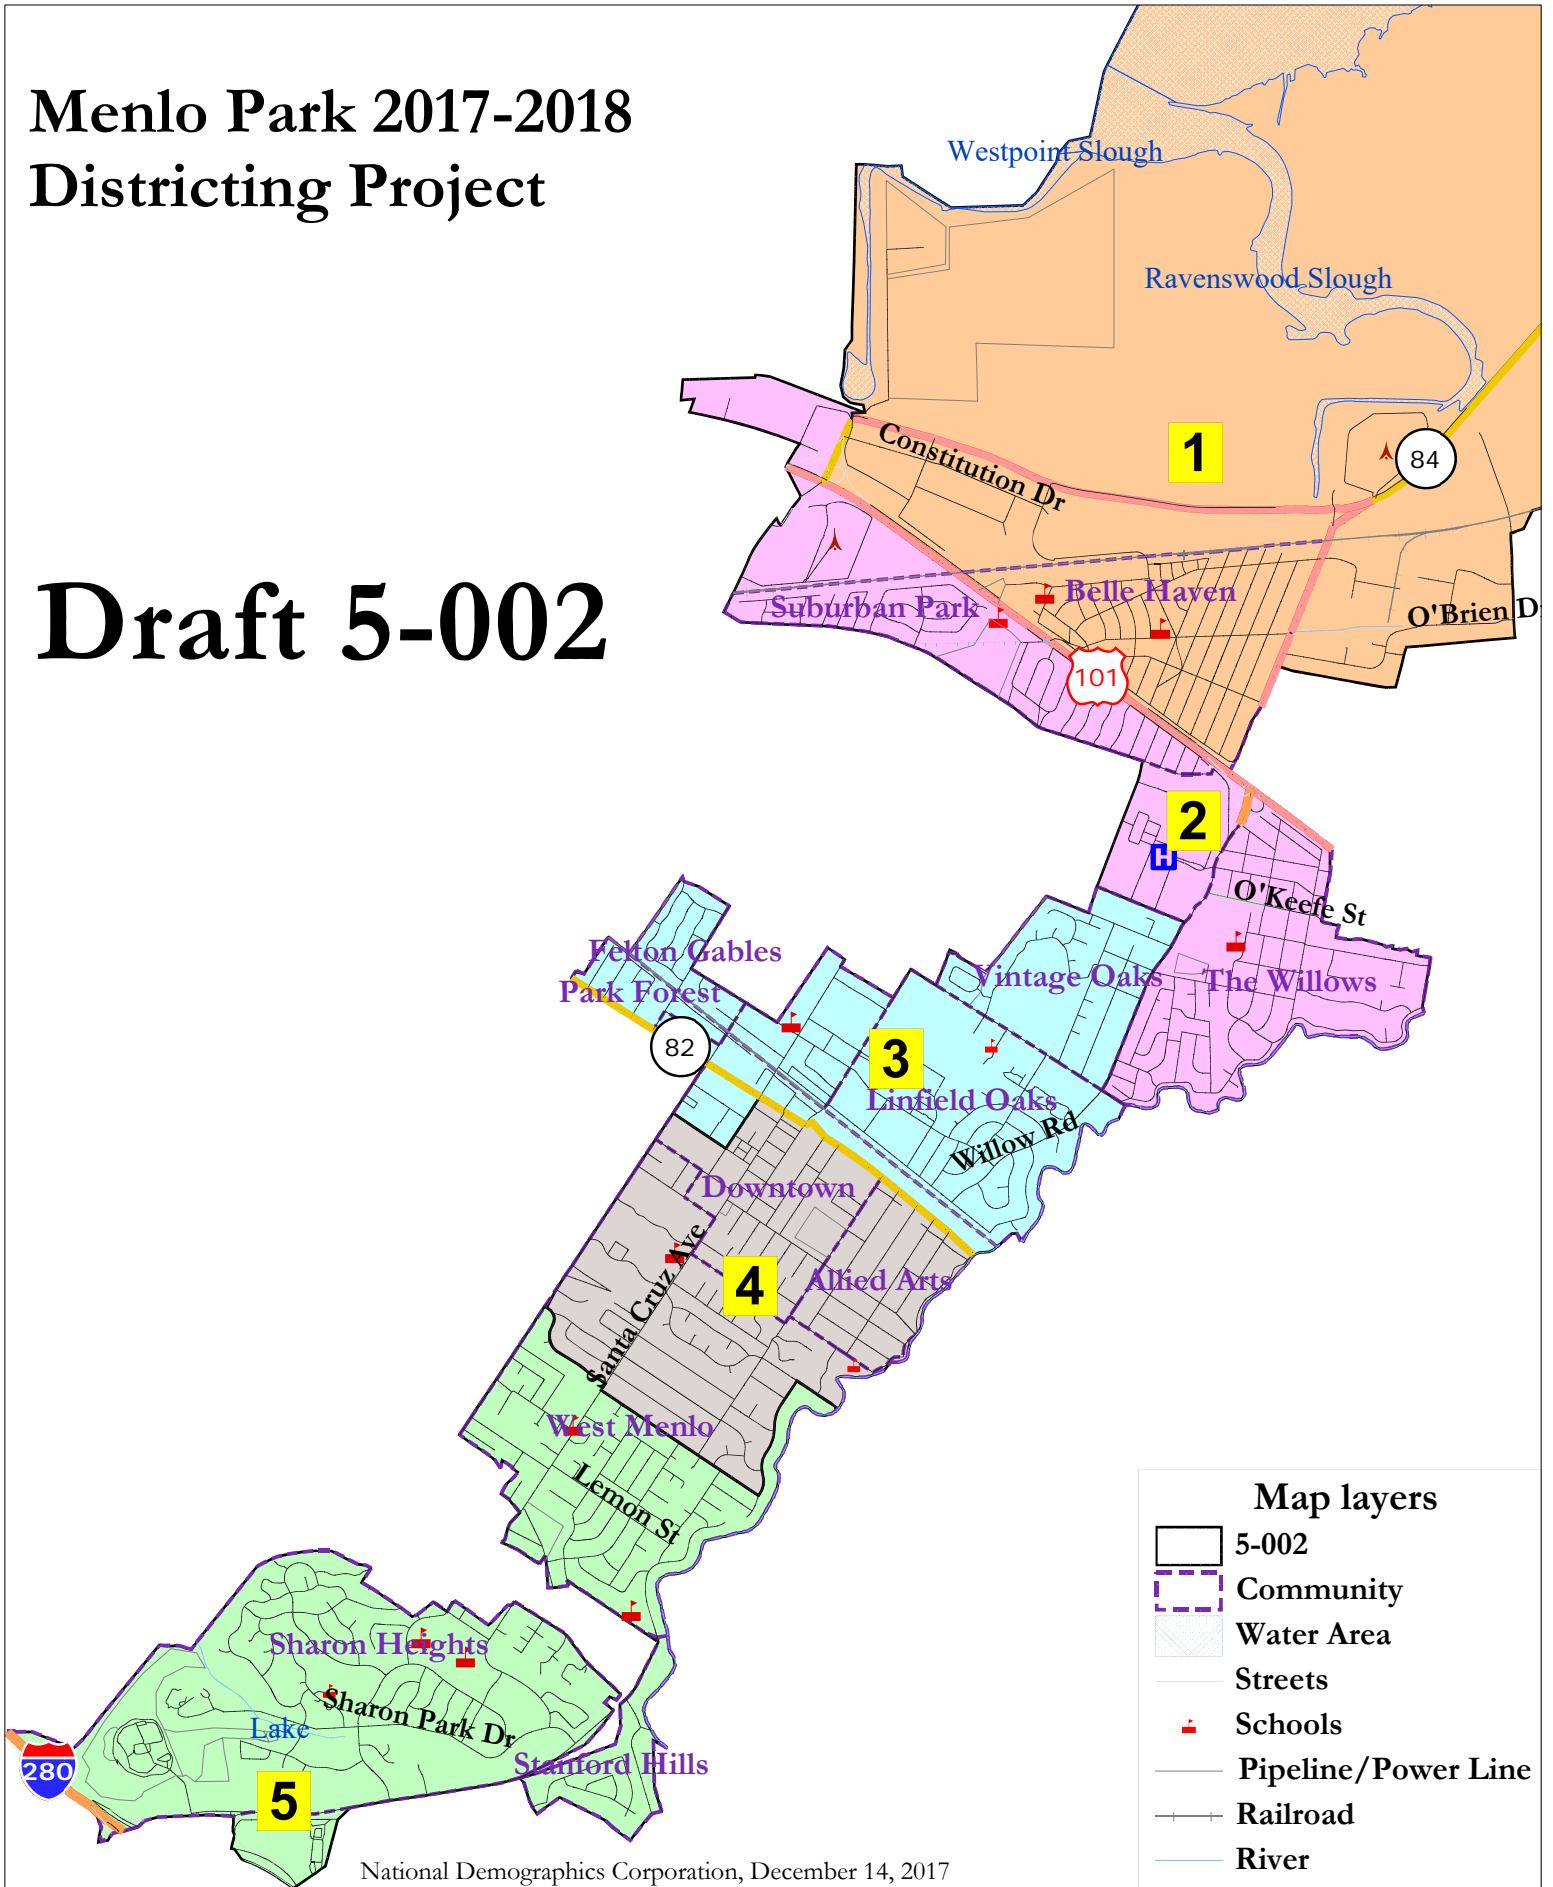 Menlo Park 2017-2018
Districting Project
Westpoint Slough
Ravenswood Slough
Constitution Dr
1
84
Draft 5-002
Belle Haven
Suburban Park
O'Brien Dr
101
2
H
O'Keefe St
Felton Gables
Vintage Oaks
The Willows
Park Forest
82
3
Linfield Oaks
Willow Rd
Downtown
Santa Cruz Ave
4
Allied Arts
West Menlo
Lemon St
Sharon Heights
Sharon Park Dr
Lake
Stanford Hills
280
5
Map layers
5-002
Community
Water Area
Streets
Schools
Pipeline/Power Line
Railroad
River
National Demographics Corporation, December 14, 2017